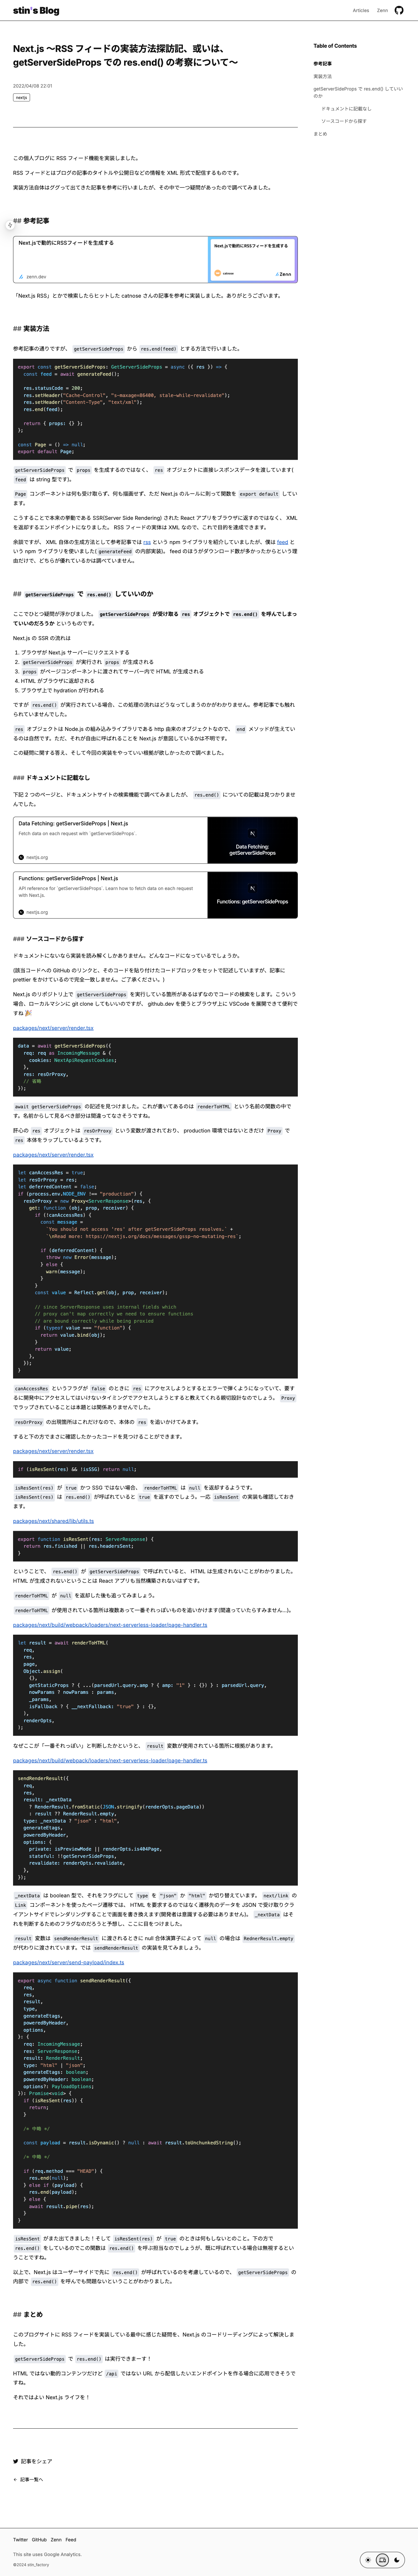 stin's Blog
Articles
Zenn
Next.js 〜RSS フィードの実装方法探訪記、或いは、
getServerSideProps での res.end() の考察について〜
2022/04/08 22:01
nextjs
Table of Contents
参考記事
実装方法
getServerSideProps で res.end() していい
のか
ドキュメントに記載なし
ソースコードから探す
まとめ
この個人ブログに RSS フィード機能を実装しました。
RSS フィードとはブログの記事のタイトルや公開日などの情報を XML 形式で配信するものです。
実装方法自体はググって出てきた記事を参考に行いましたが、その中で一つ疑問があったので調べてみました。
## 参考記事
Next.jsで動的にRSSフィードを生成する
zenn.dev
Next.jsで動的にRSSフィードを生成する
catnose
Zenn
「Next.js RSS」とかで検索したらヒットした catnose さんの記事を参考に実装しました。ありがとうございます。
## 実装方法
参考記事の通りですが、 getServerSideProps から res.end(feed) とする方法で行いました。
export const getServerSideProps: GetServerSideProps = async ({ res }) => {
const feed = await generateFeed();
res.statusCode = 200;
res.setHeader("Cache-Control", "s-maxage=86400, stale-while-revalidate");
res.setHeader("Content-Type", "text/xml");
res.end(feed);
return { props: {} };
};
const Page = () => null;
export default Page;
getServerSideProps で props を生成するのではなく、 res オブジェクトに直接レスポンスデータを渡しています(
feed は string 型です)。
Page コンポーネントは何も受け取らず、何も描画せず、ただ Next.js のルールに則って関数を export default してい
ます。
こうすることで本来の挙動である SSR(Server Side Rendering) された React アプリをブラウザに返すのではなく、 XML
を返却するエンドポイントになりました。 RSS フィードの実体は XML なので、これで目的を達成できます。
余談ですが、 XML 自体の生成方法として参考記事では rss という npm ライブラリを紹介していましたが、僕は feed と
いう npm ライブラリを使いました( generateFeed の内部実装)。 feed のほうがダウンロード数が多かったからという理
由だけで、どちらが優れているかは調べていません。
## getServerSideProps で res.end() していいのか
ここでひとつ疑問が浮かびました。 getServerSideProps が受け取る res オブジェクトで res.end() を呼んでしまっ
ていいのだろうか というものです。
Next.js の SSR の流れは
1. ブラウザが Next.js サーバーにリクエストする
2. getServerSideProps が実行され props が生成される
3. props がページコンポーネントに渡されてサーバー内で HTML が生成される
4. HTML がブラウザに返却される
5. ブラウザ上で hydration が行われる
ですが res.end() が実行されている場合、この処理の流れはどうなってしまうのかがわかりません。参考記事でも触れ
られていませんでした。
res オブジェクトは Node.js の組み込みライブラリである http 由来のオブジェクトなので、 end メソッドが生えてい
るのは自然です。ただ、それが自由に呼ばれることを Next.js が意図しているかは不明です。
この疑問に関する答え、そして今回の実装をやっていい根拠が欲しかったので調べました。
### ドキュメントに記載なし
下記 2 つのページと、ドキュメントサイトの検索機能で調べてみましたが、 res.end() についての記載は見つかりませ
んでした。
Data Fetching: getServerSideProps | Next.js
Fetch data on each request with `getServerSideProps`.
nextjs.org
Data Fetching:
getServerSideProps
Functions: getServerSideProps | Next.js
API reference for `getServerSideProps`. Learn how to fetch data on each request
with Next.js.
nextjs.org
Functions: getServerSideProps
### ソースコードから探す
ドキュメントにないなら実装を読み解くしかありません。どんなコードになっているでしょうか。
(該当コードへの GitHub のリンクと、そのコードを貼り付けたコードブロックをセットで記述していますが、記事に
prettier をかけているので完全一致しません。ご了承ください。)
Next.js のリポジトリ上で getServerSideProps を実行している箇所があるはずなのでコードの検索をします。こういう
場合、ローカルマシンに git clone してもいいのですが、 github.dev を使うとブラウザ上に VSCode を展開できて便利で
すね 🎉
packages/next/server/render.tsx
data = await getServerSideProps({
req: req as IncomingMessage & {
cookies: NextApiRequestCookies;
},
res: resOrProxy,
// 省略
});
await getServerSideProps の記述を見つけました。これが書いてあるのは renderToHTML という名前の関数の中で
す。名前からして見るべき部分は間違ってなさそうですね。
肝心の res オブジェクトは resOrProxy という変数が渡されており、 production 環境ではないときだけ Proxy で
res 本体をラップしているようです。
packages/next/server/render.tsx
let canAccessRes = true;
let resOrProxy = res;
let deferredContent = false;
if (process.env.NODE_ENV !== "production") {
resOrProxy = new Proxy<ServerResponse>(res, {
get: function (obj, prop, receiver) {
if (!canAccessRes) {
const message =
`You should not access 'res' after getServerSideProps resolves.` +
`\nRead more: https://nextjs.org/docs/messages/gssp-no-mutating-res`;
if (deferredContent) {
throw new Error(message);
} else {
warn(message);
}
}
const value = Reflect.get(obj, prop, receiver);
// since ServerResponse uses internal fields which
// proxy can't map correctly we need to ensure functions
// are bound correctly while being proxied
if (typeof value === "function") {
return value.bind(obj);
}
return value;
},
});
}
canAccessRes というフラグが false のときに res にアクセスしようとするとエラーで弾くようになっていて、要す
るに開発中にアクセスしてはいけないタイミングでアクセスしようとすると教えてくれる親切設計なのでしょう。 Proxy
でラップされていることは本題とは関係ありませんでした。
resOrProxy の出現箇所はこれだけなので、本体の res を追いかけてみます。
すると下の方でまさに確認したかったコードを見つけることができます。
packages/next/server/render.tsx
if (isResSent(res) && !isSSG) return null;
isResSent(res) が true かつ SSG ではない場合、 renderToHTML は null を返却するようです。
isResSent(res) は res.end() が呼ばれていると true を返すのでしょう。一応 isResSent の実装も確認しておき
ます。
packages/next/shared/lib/utils.ts
export function isResSent(res: ServerResponse) {
return res.finished || res.headersSent;
}
ということで、 res.end() が getServerSideProps で呼ばれていると、 HTML は生成されないことがわかりました。
HTML が生成されないということは React アプリも当然構築されないはずです。
renderToHTML が null を返却した後も追ってみましょう。
renderToHTML が使用されている箇所は複数あって一番それっぽいものを追いかけます(間違っていたらすみません...)。
packages/next/build/webpack/loaders/next-serverless-loader/page-handler.ts
let result = await renderToHTML(
req,
res,
page,
Object.assign(
{},
getStaticProps ? { ...(parsedUrl.query.amp ? { amp: "1" } : {}) } : parsedUrl.query,
nowParams ? nowParams : params,
_params,
isFallback ? { __nextFallback: "true" } : {},
),
renderOpts,
);
なぜここが「一番それっぽい」と判断したかというと、 result 変数が使用されている箇所に根拠があります。
packages/next/build/webpack/loaders/next-serverless-loader/page-handler.ts
sendRenderResult({
req,
res,
result: _nextData
? RenderResult.fromStatic(JSON.stringify(renderOpts.pageData))
: result ?? RenderResult.empty,
type: _nextData ? "json" : "html",
generateEtags,
poweredByHeader,
options: {
private: isPreviewMode || renderOpts.is404Page,
stateful: !!getServerSideProps,
revalidate: renderOpts.revalidate,
},
});
_nextData は boolean 型で、それをフラグにして type を "json" か "html" か切り替えています。 next/link の
Link コンポーネントを使ったページ遷移では、 HTML を要求するのではなく遷移先のデータを JSON で受け取りクラ
イアントサイドでレンダリングすることで画面を書き換えます(開発者は意識する必要はありません)。 _nextData はそ
れを判断するためのフラグなのだろうと予想し、ここに目をつけました。
result 変数は sendRenderResult に渡されるときに null 合体演算子によって null の場合は RednerResult.empty
が代わりに渡されています。では sendRenderResult の実装を見てみましょう。
packages/next/server/send-payload/index.ts
export async function sendRenderResult({
req,
res,
result,
type,
generateEtags,
poweredByHeader,
options,
}: {
req: IncomingMessage;
res: ServerResponse;
result: RenderResult;
type: "html" | "json";
generateEtags: boolean;
poweredByHeader: boolean;
options?: PayloadOptions;
}): Promise<void> {
if (isResSent(res)) {
return;
}
/* 中略 */
const payload = result.isDynamic() ? null : await result.toUnchunkedString();
/* 中略 */
if (req.method === "HEAD") {
res.end(null);
} else if (payload) {
res.end(payload);
} else {
await result.pipe(res);
}
}
isResSent がまた出てきました！そして isResSent(res) が true のときは何もしないとのこと。下の方で
res.end() をしているのでこの関数は res.end() を呼ぶ担当なのでしょうが、既に呼ばれている場合は無視するとい
うことですね。
以上で、Next.js はユーザーサイドで先に res.end() が呼ばれているのを考慮しているので、 getServerSideProps の
内部で res.end() を呼んでも問題ないということがわかりました。
## まとめ
このブログサイトに RSS フィードを実装している最中に感じた疑問を、Next.js のコードリーディングによって解決しま
した。
getServerSideProps で res.end() は実行できまーす！
HTML ではない動的コンテンツだけど /api ではない URL から配信したいエンドポイントを作る場合に応用できそうで
すね。
それではよい Next.js ライフを！
記事をシェア
← 記事一覧へ
Twitter
GitHub
Zenn
Feed
This site uses Google Analytics.
©2024 stin_factory